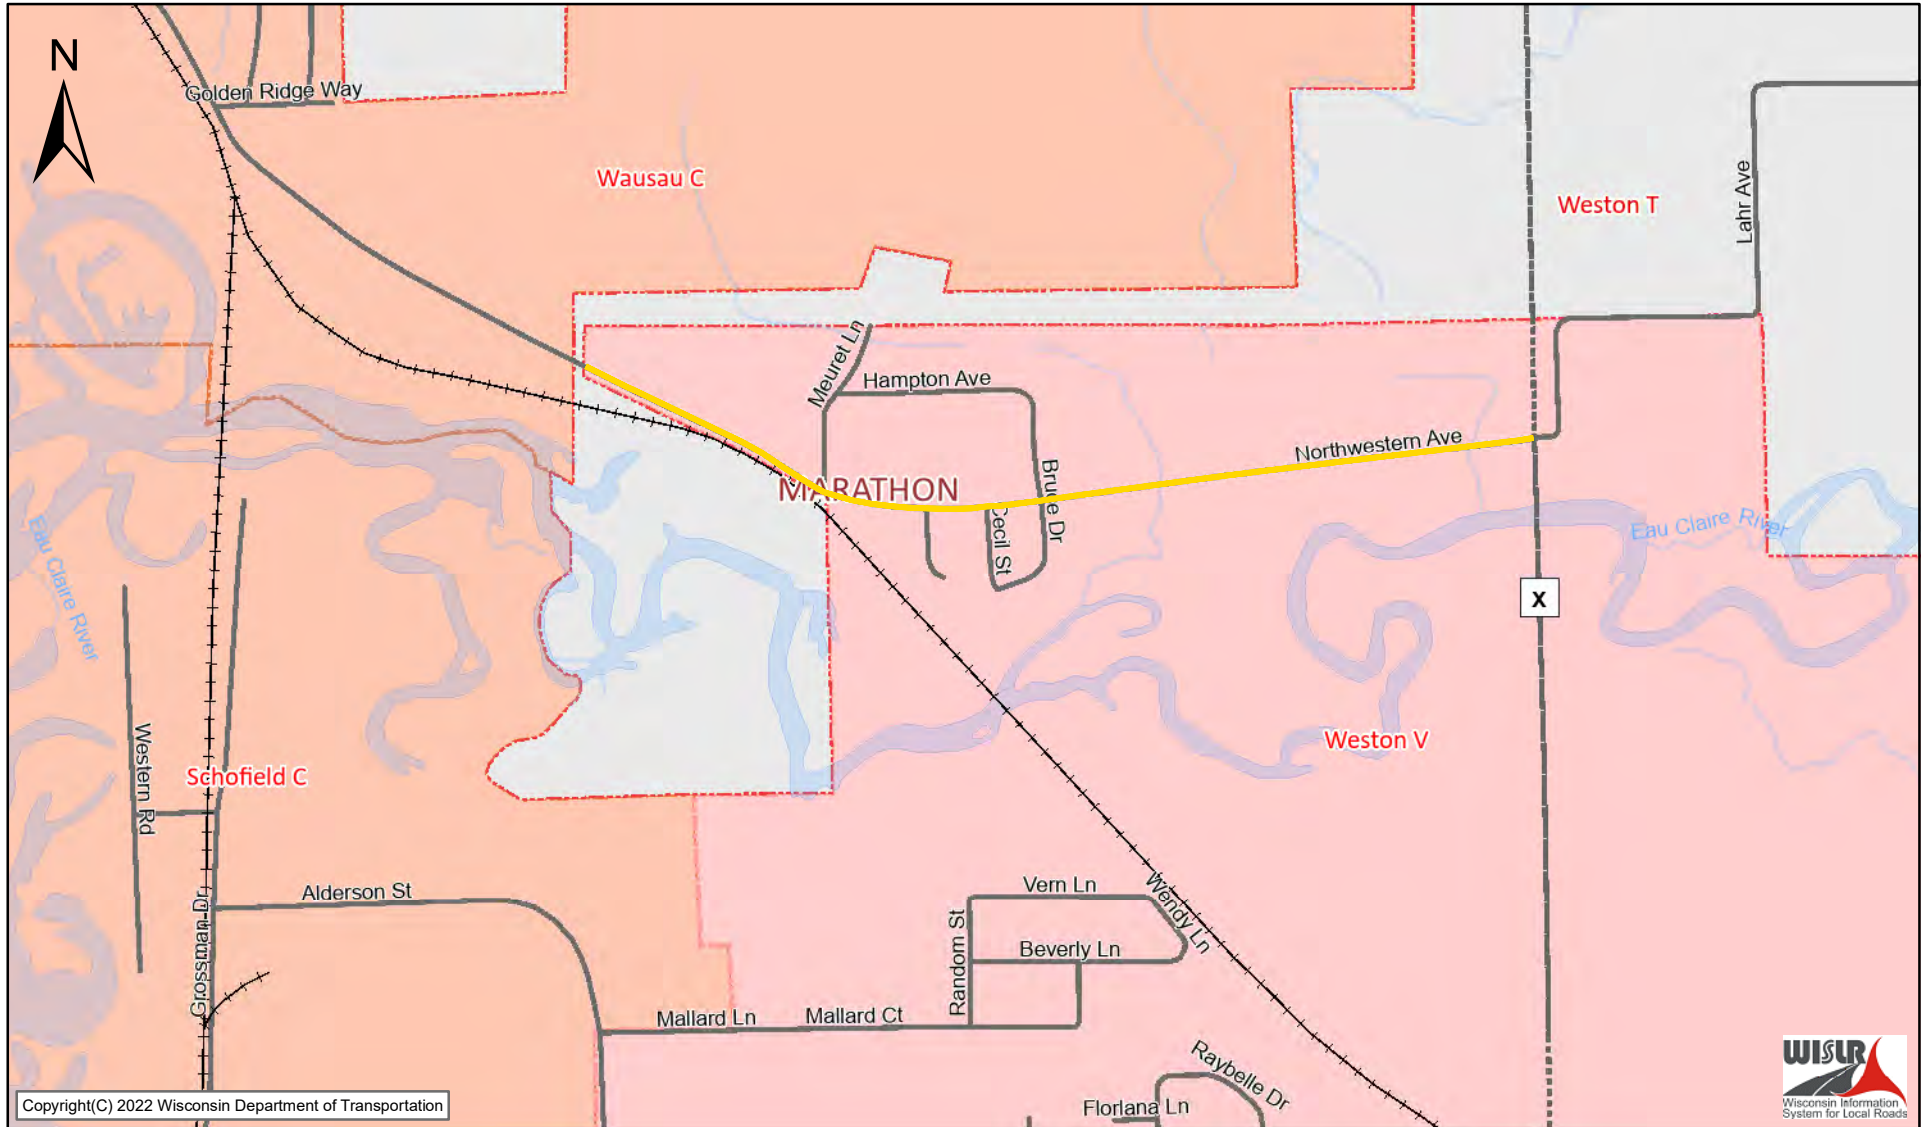 N
Golden Ridge Way
Wausau C
Weston T
Lahr Ave
Meuret Ln
Hampton Ave
Northwestern Ave
MARATHON
Bruce Dr
Cecil St
Eau Claire River
Eau Claire River
X
Western Rd
Weston V
Schofield C
Alderson St
Grossman Dr
Vern Ln
Wendy Ln
Random St
Beverly Ln
Mallard Ln
Mallard Ct
Raybelle Dr
Florlana Ln
WISLR
Wisconsin Information
System for Local Roads
Copyright(C) 2022 Wisconsin Department of Transportation